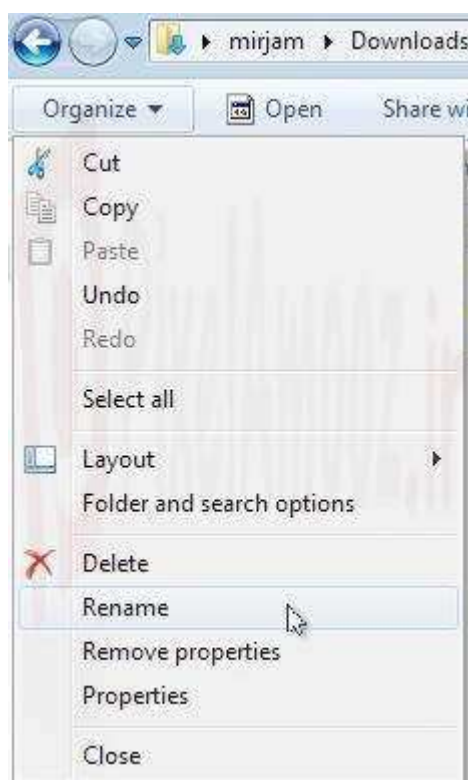 mirjam Downloads
Organize Open Share wi
Cut
Copy
Paste
Undo
Redo
Select all
Layout
Folder and search options
Delete
Rename
Remove properties
Properties
Close